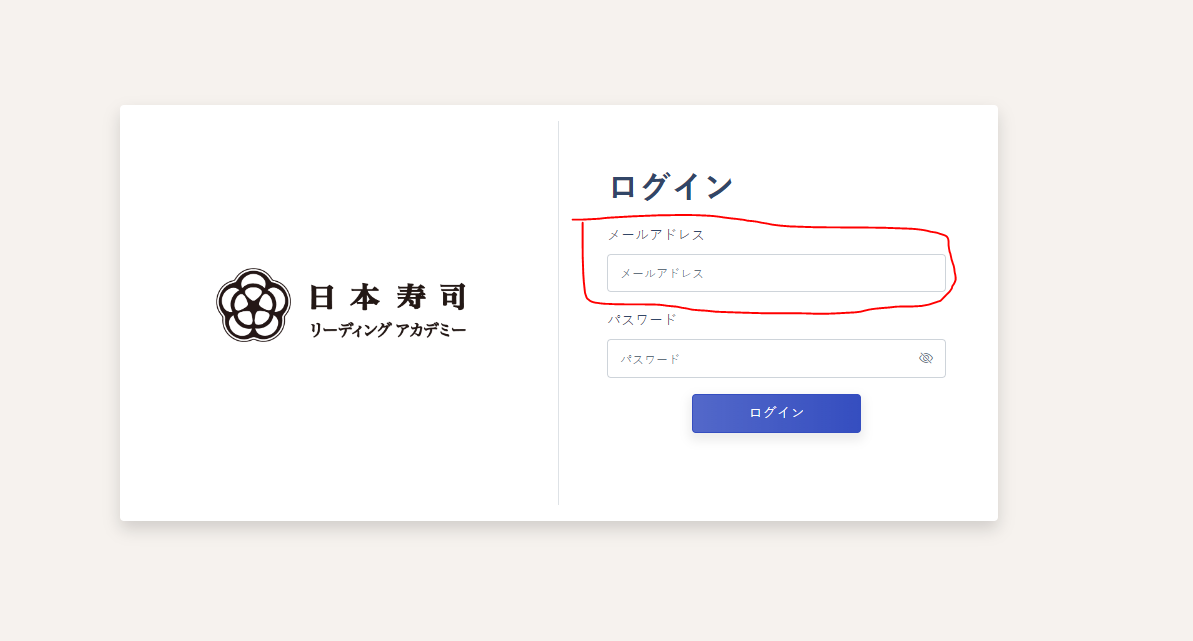 日本寿司
リーディング アカデミー
ログイン
メールアドレス
メールアドレス
パスワード
パスワード
ログイン